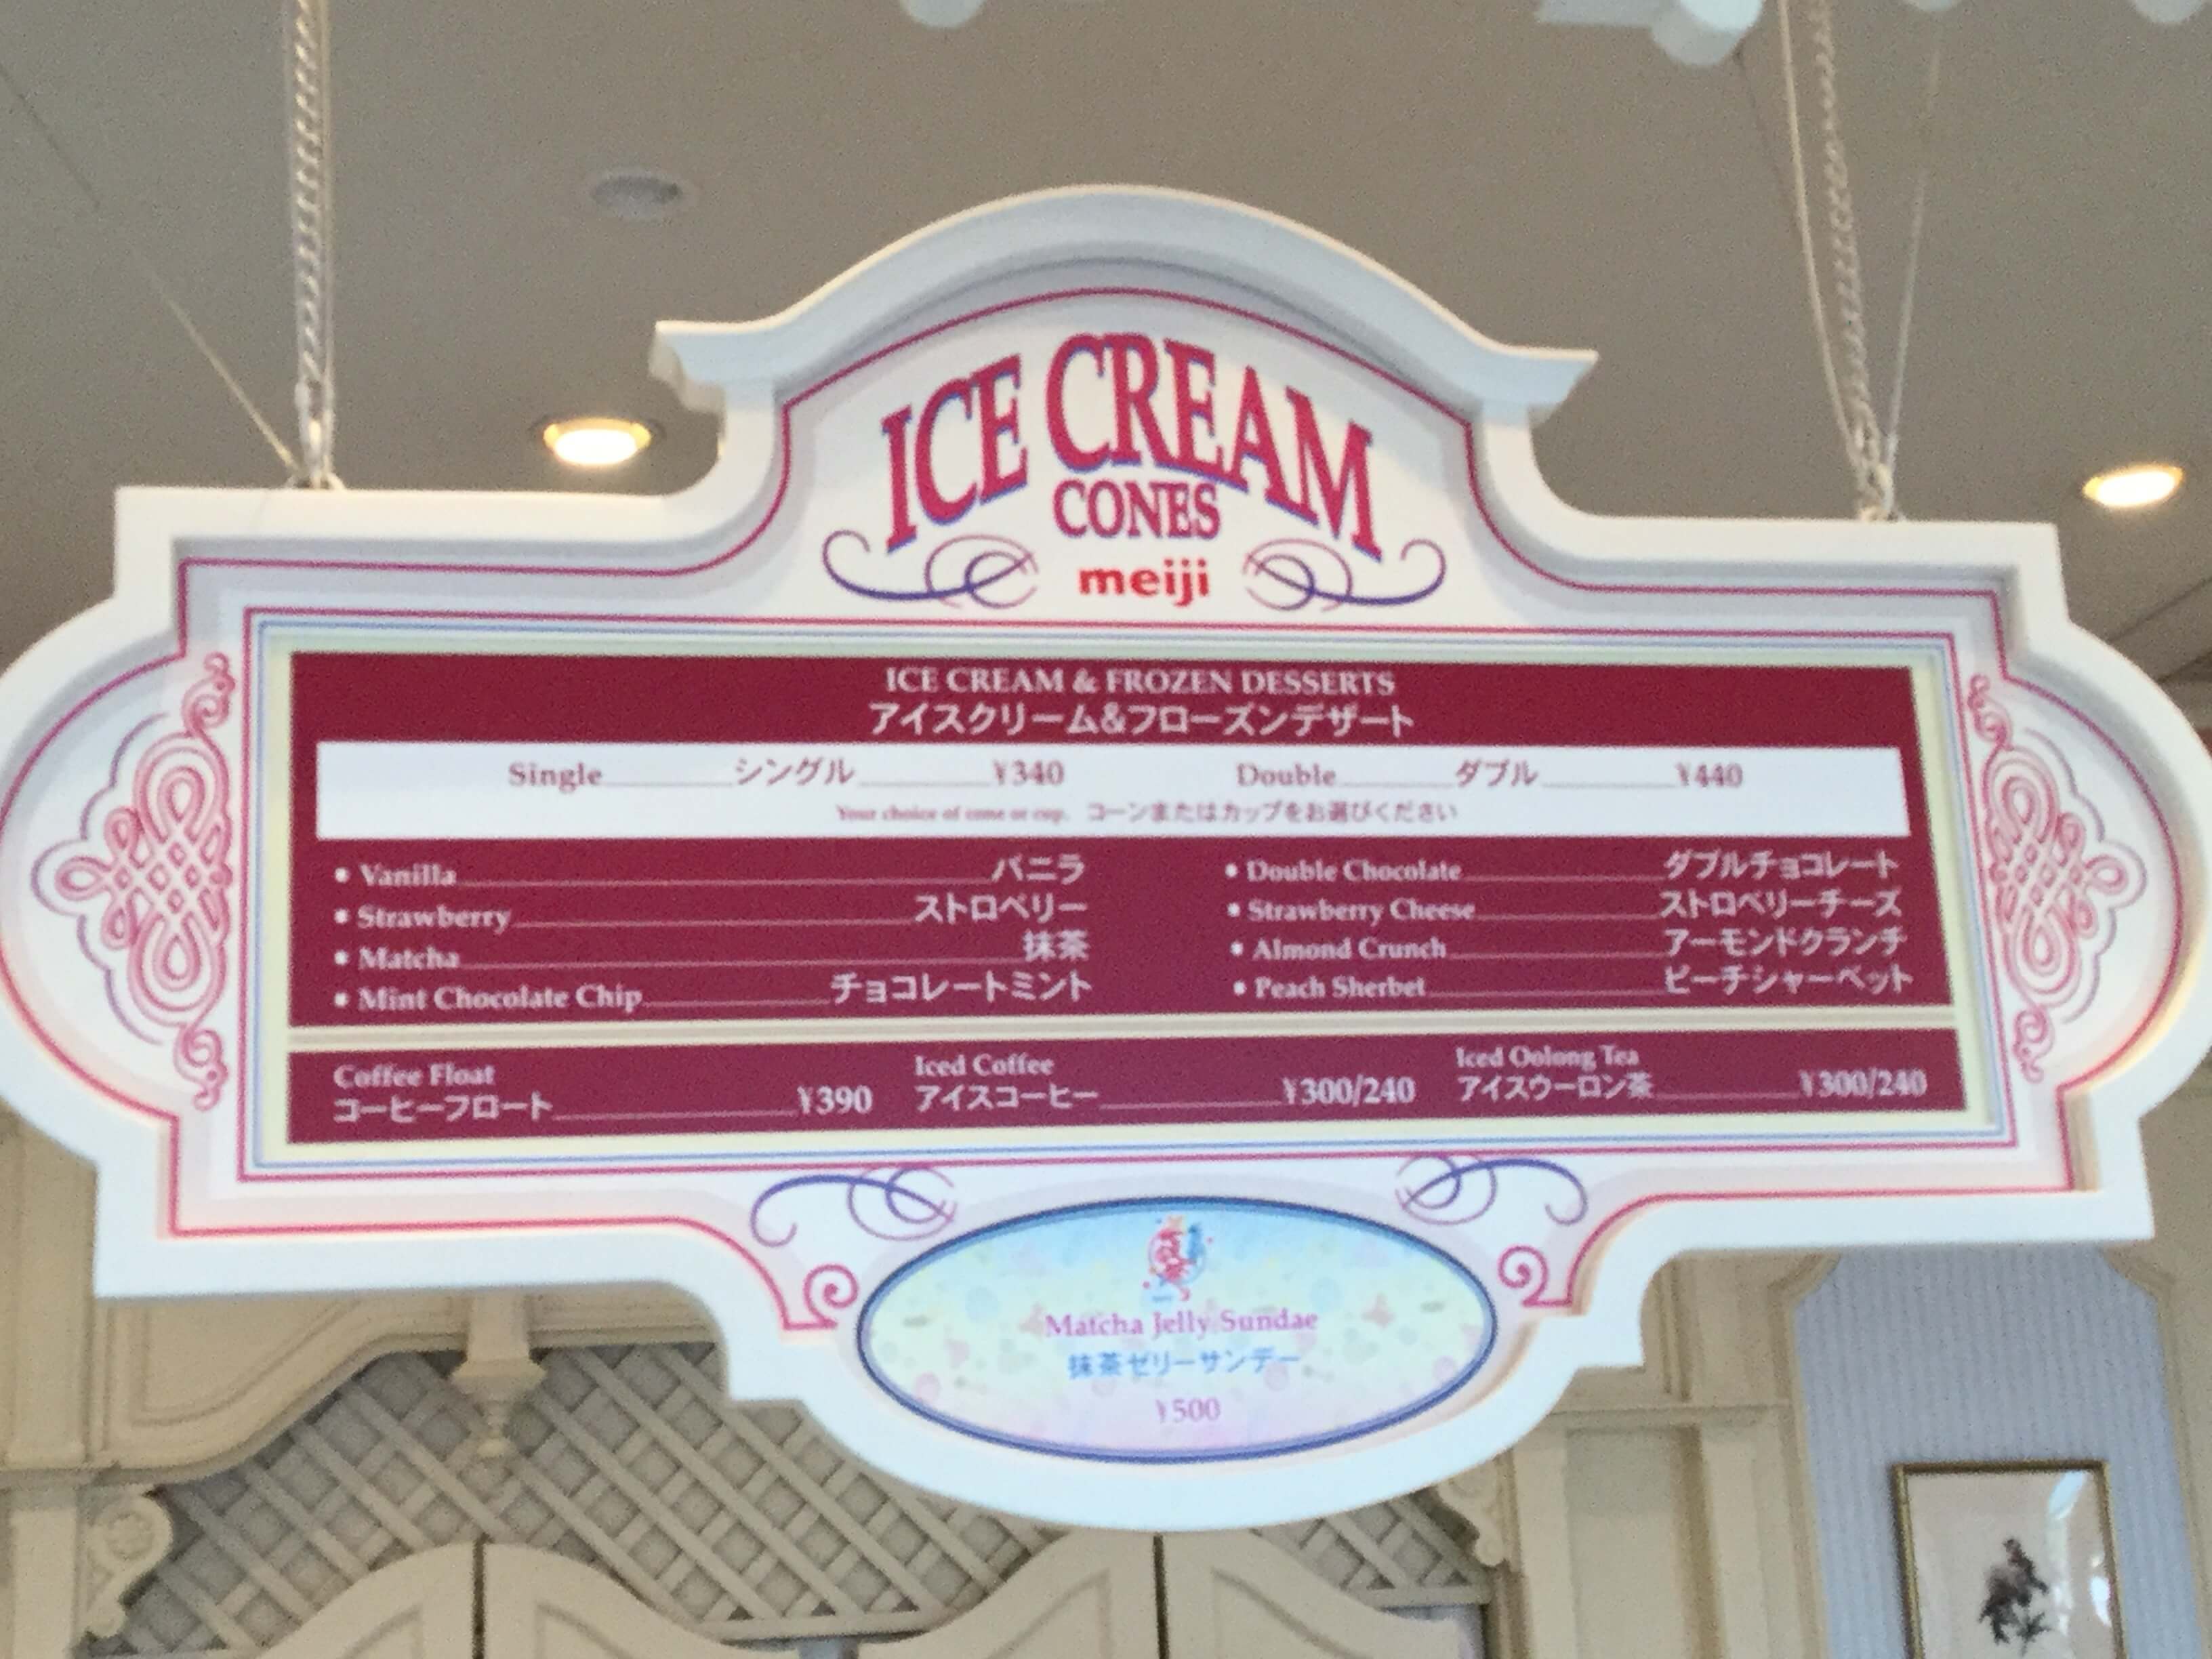 ICE CREAM
CONES
meiji
ICE CREAM & FROZEN DESSERTS
アイスクリーム&フローズンデザート
Single シングル ¥340 Double ダブル ¥440
Your choice of cone or cup. コーンまたはカップをお選びください
• Vanilla バニラ
• Strawberry ストロベリー
• Matcha 抹茶
• Mint Chocolate Chip チョコレートミント
• Double Chocolate ダブルチョコレート
• Strawberry Cheese ストロベリーチーズ
• Almond Crunch アーモンドクランチ
• Peach Sherbet ピーチシャーベット
Coffee Float
コーヒーフロート ¥390
Iced Coffee
アイスコーヒー ¥300/240
Iced Oolong Tea
アイスウーロン茶 ¥300/240
Matcha Jelly Sundae
抹茶ゼリーサンデー
¥500